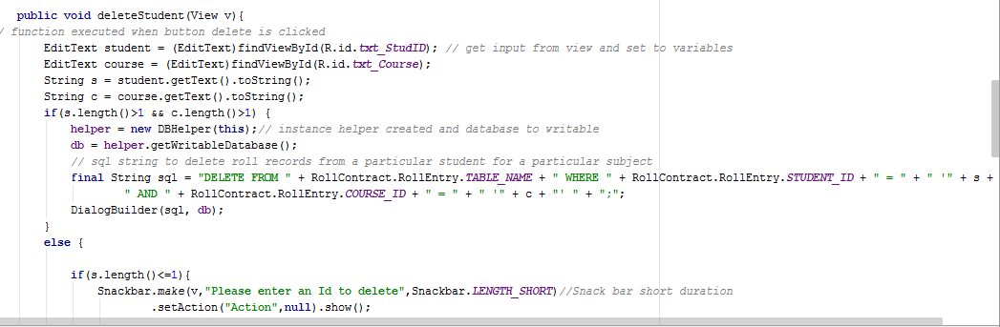 public void deleteStudent(View v){
/ function executed when button delete is clicked
EditText student = (EditText)findViewById(R.id.txt_StudID); // get input from view and set to variables
EditText course = (EditText)findViewById(R.id.txt_Course);
String s = student.getText().toString();
String c = course.getText().toString();
if(s.length()>1 && c.length()>1) {
helper = new DBHelper(this);// instance helper created and database to writable
db = helper.getWritableDatabase();
// sql string to delete roll records from a particular student for a particular subject
final String sql = "DELETE FROM " + RollContract.RollEntry.TABLE_NAME + " WHERE " + RollContract.RollEntry.STUDENT_ID + " = " + " '" + s +
" AND " + RollContract.RollEntry.COURSE_ID + " = " + " '" + c + "' " + ";";
DialogBuilder(sql, db);
}
else {
if(s.length()<=1){
Snackbar.make(v,"Please enter an Id to delete",Snackbar.LENGTH_SHORT)//Snack bar short duration
.setAction("Action",null).show();